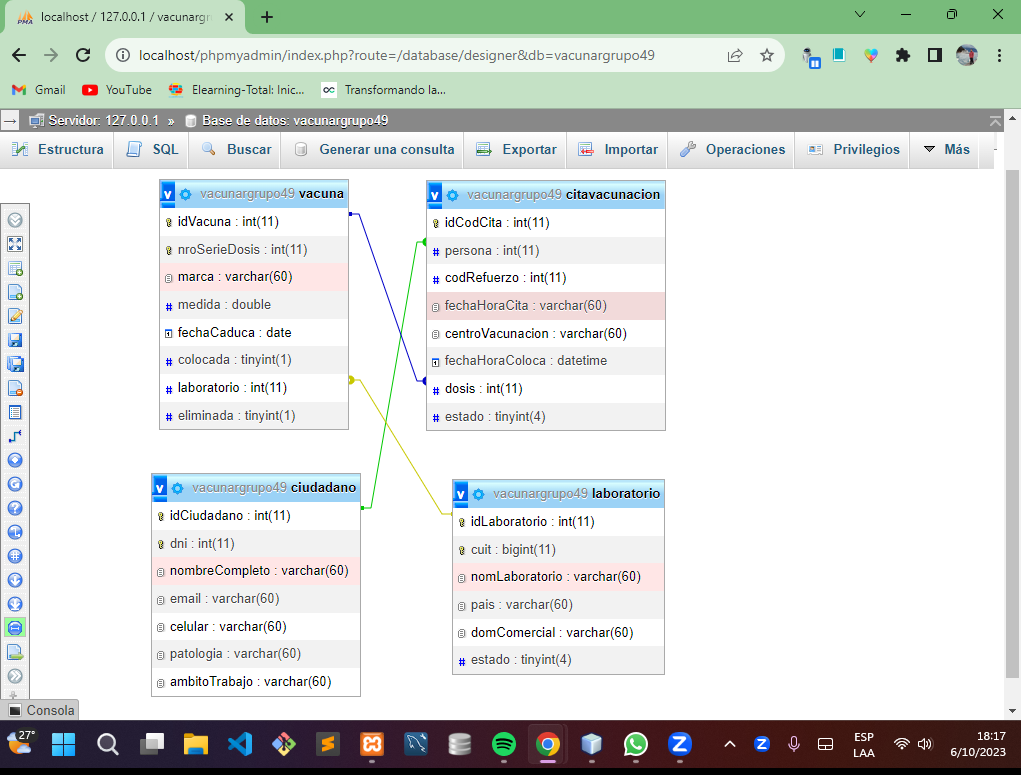 localhost / 127.0.0.1 / vacunargr
localhost/phpmyadmin/index.php?route=/database/designer&db=vacunargrupo49
Gmail
YouTube
Elearning-Total: Inic...
Transformando la...
Servidor: 127.0.0.1 » Base de datos: vacunargrupo49
Estructura
SQL
Buscar
Generar una consulta
Exportar
Importar
Operaciones
Privilegios
Más
v vacunargrupo49 vacuna
idVacuna : int(11)
nroSerieDosis : int(11)
marca : varchar(60)
# medida : double
fechaCaduca : date
# colocada : tinyint(1)
# laboratorio : int(11)
# eliminada : tinyint(1)
v vacunargrupo49 citavacunacion
idCodCita : int(11)
# persona : int(11)
# codRefuerzo : int(11)
fechaHoraCita : varchar(60)
centroVacunacion : varchar(60)
fechaHoraColoca : datetime
# dosis : int(11)
# estado : tinyint(4)
v vacunargrupo49 ciudadano
idCiudadano : int(11)
dni : int(11)
nombreCompleto : varchar(60)
email : varchar(60)
celular : varchar(60)
patologia : varchar(60)
ambitoTrabajo : varchar(60)
v vacunargrupo49 laboratorio
idLaboratorio : int(11)
cuit : bigint(11)
nomLaboratorio : varchar(60)
pais : varchar(60)
domComercial : varchar(60)
# estado : tinyint(4)
Consola
27°
ESP
LAA
18:17
6/10/2023